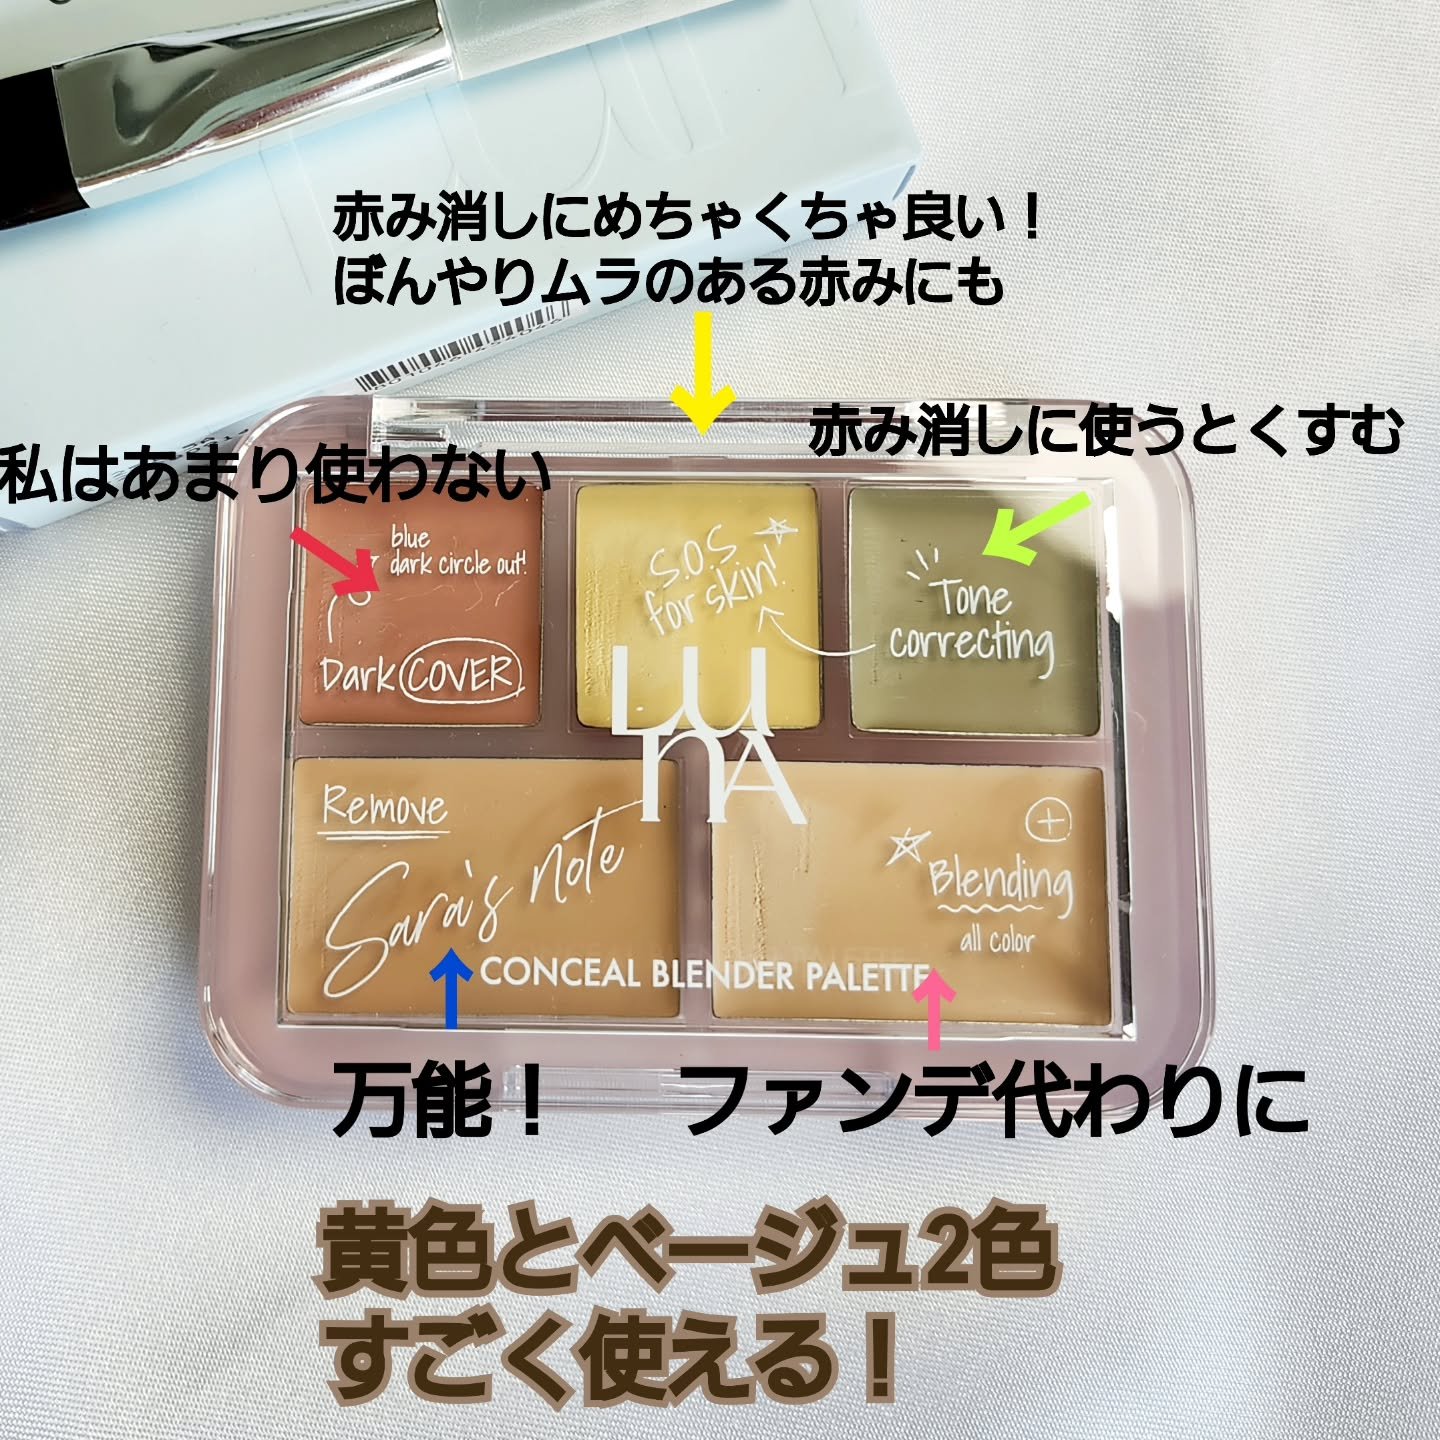 赤み消しにめちゃくちゃ良い！
ぼんやりムラのある赤みにも
赤み消しに使うとくすむ
私はあまり使わない
blue
dark circle out!
Dark COVER
S.O.S
for skin!
Tone
correcting
LUNA
Remove
Sara's note
Blending
all color
CONCEAL BLENDER PALETTE
万能！
ファンデ代わりに
黄色とベージュ2色
すごく使える！